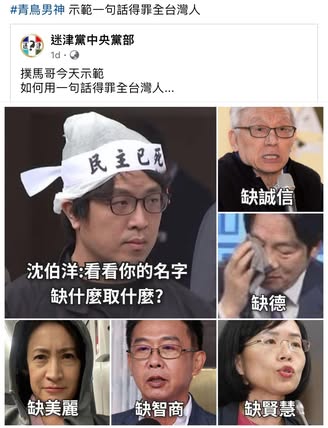 #青鳥男神 示範一句話得罪全台灣人
迷津黨中央黨部
1d
撲馬哥今天示範
如何用一句話得罪全台灣人...
民主已死
沈伯洋:看看你的名字
缺什麼取什麼?
缺誠信
缺德
缺美麗
缺智商
缺賢慧